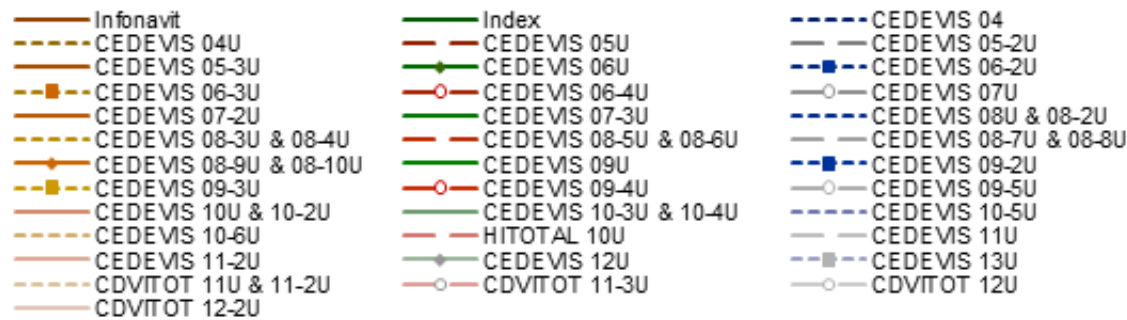 Infonavit Index CEDEVIS 04
CEDEVIS 04U CEDEVIS 05U CEDEVIS 05-2U
CEDEVIS 05-3U CEDEVIS 06U CEDEVIS 06-2U
CEDEVIS 06-3U CEDEVIS 06-4U CEDEVIS 07U
CEDEVIS 07-2U CEDEVIS 07-3U CEDEVIS 08U & 08-2U
CEDEVIS 08-3U & 08-4U CEDEVIS 08-5U & 08-6U CEDEVIS 08-7U & 08-8U
CEDEVIS 08-9U & 08-10U CEDEVIS 09U CEDEVIS 09-2U
CEDEVIS 09-3U CEDEVIS 09-4U CEDEVIS 09-5U
CEDEVIS 10U & 10-2U CEDEVIS 10-3U & 10-4U CEDEVIS 10-5U
CEDEVIS 10-6U HITOTAL 10U CEDEVIS 11U
CEDEVIS 11-2U CEDEVIS 12U CEDEVIS 13U
CDVITOT 11U & 11-2U CDVITOT 11-3U CDVITOT 12U
CDVITOT 12-2U